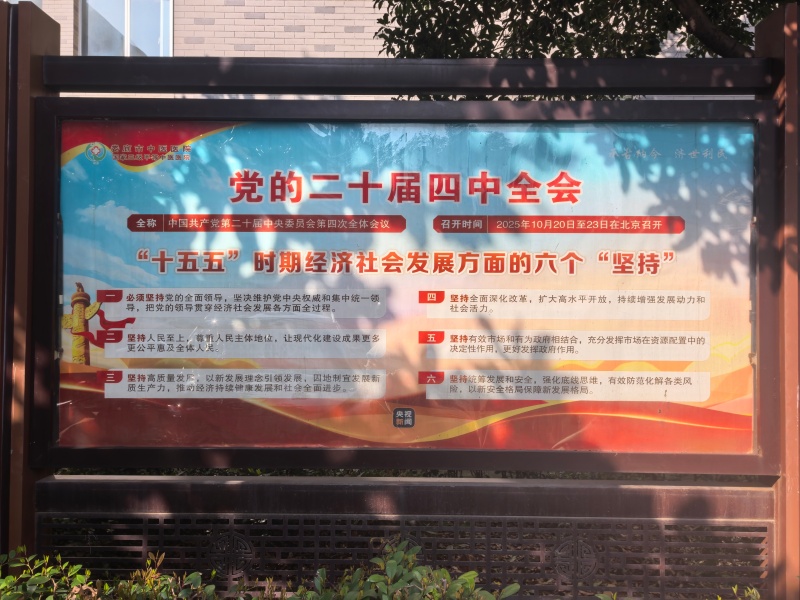 娄底市中医医院
党的二十届四中全会
全称 中国共产党第二十届中央委员会第四次全体会议
召开时间 2025年10月20日至23日在北京召开
“十五五”时期经济社会发展方面的六个“坚持”
一 必须坚持党的全面领导，坚决维护党中央权威和集中统一领
导，把党的领导贯穿经济社会发展各方面全过程。
二 坚持人民至上，尊重人民主体地位，让现代化建设成果更多
更公平惠及全体人民。
三 坚持高质量发展，以新发展理念引领发展，因地制宜发展新
质生产力，推动经济持续健康发展和社会全面进步。
四 坚持全面深化改革，扩大高水平开放，持续增强发展动力和
社会活力。
五 坚持有效市场和有为政府相结合，充分发挥市场在资源配置中的
决定性作用，更好发挥政府作用。
六 坚持统筹发展和安全，强化底线思维，有效防范化解各类风
险，以新安全格局保障新发展格局。
央视
新闻